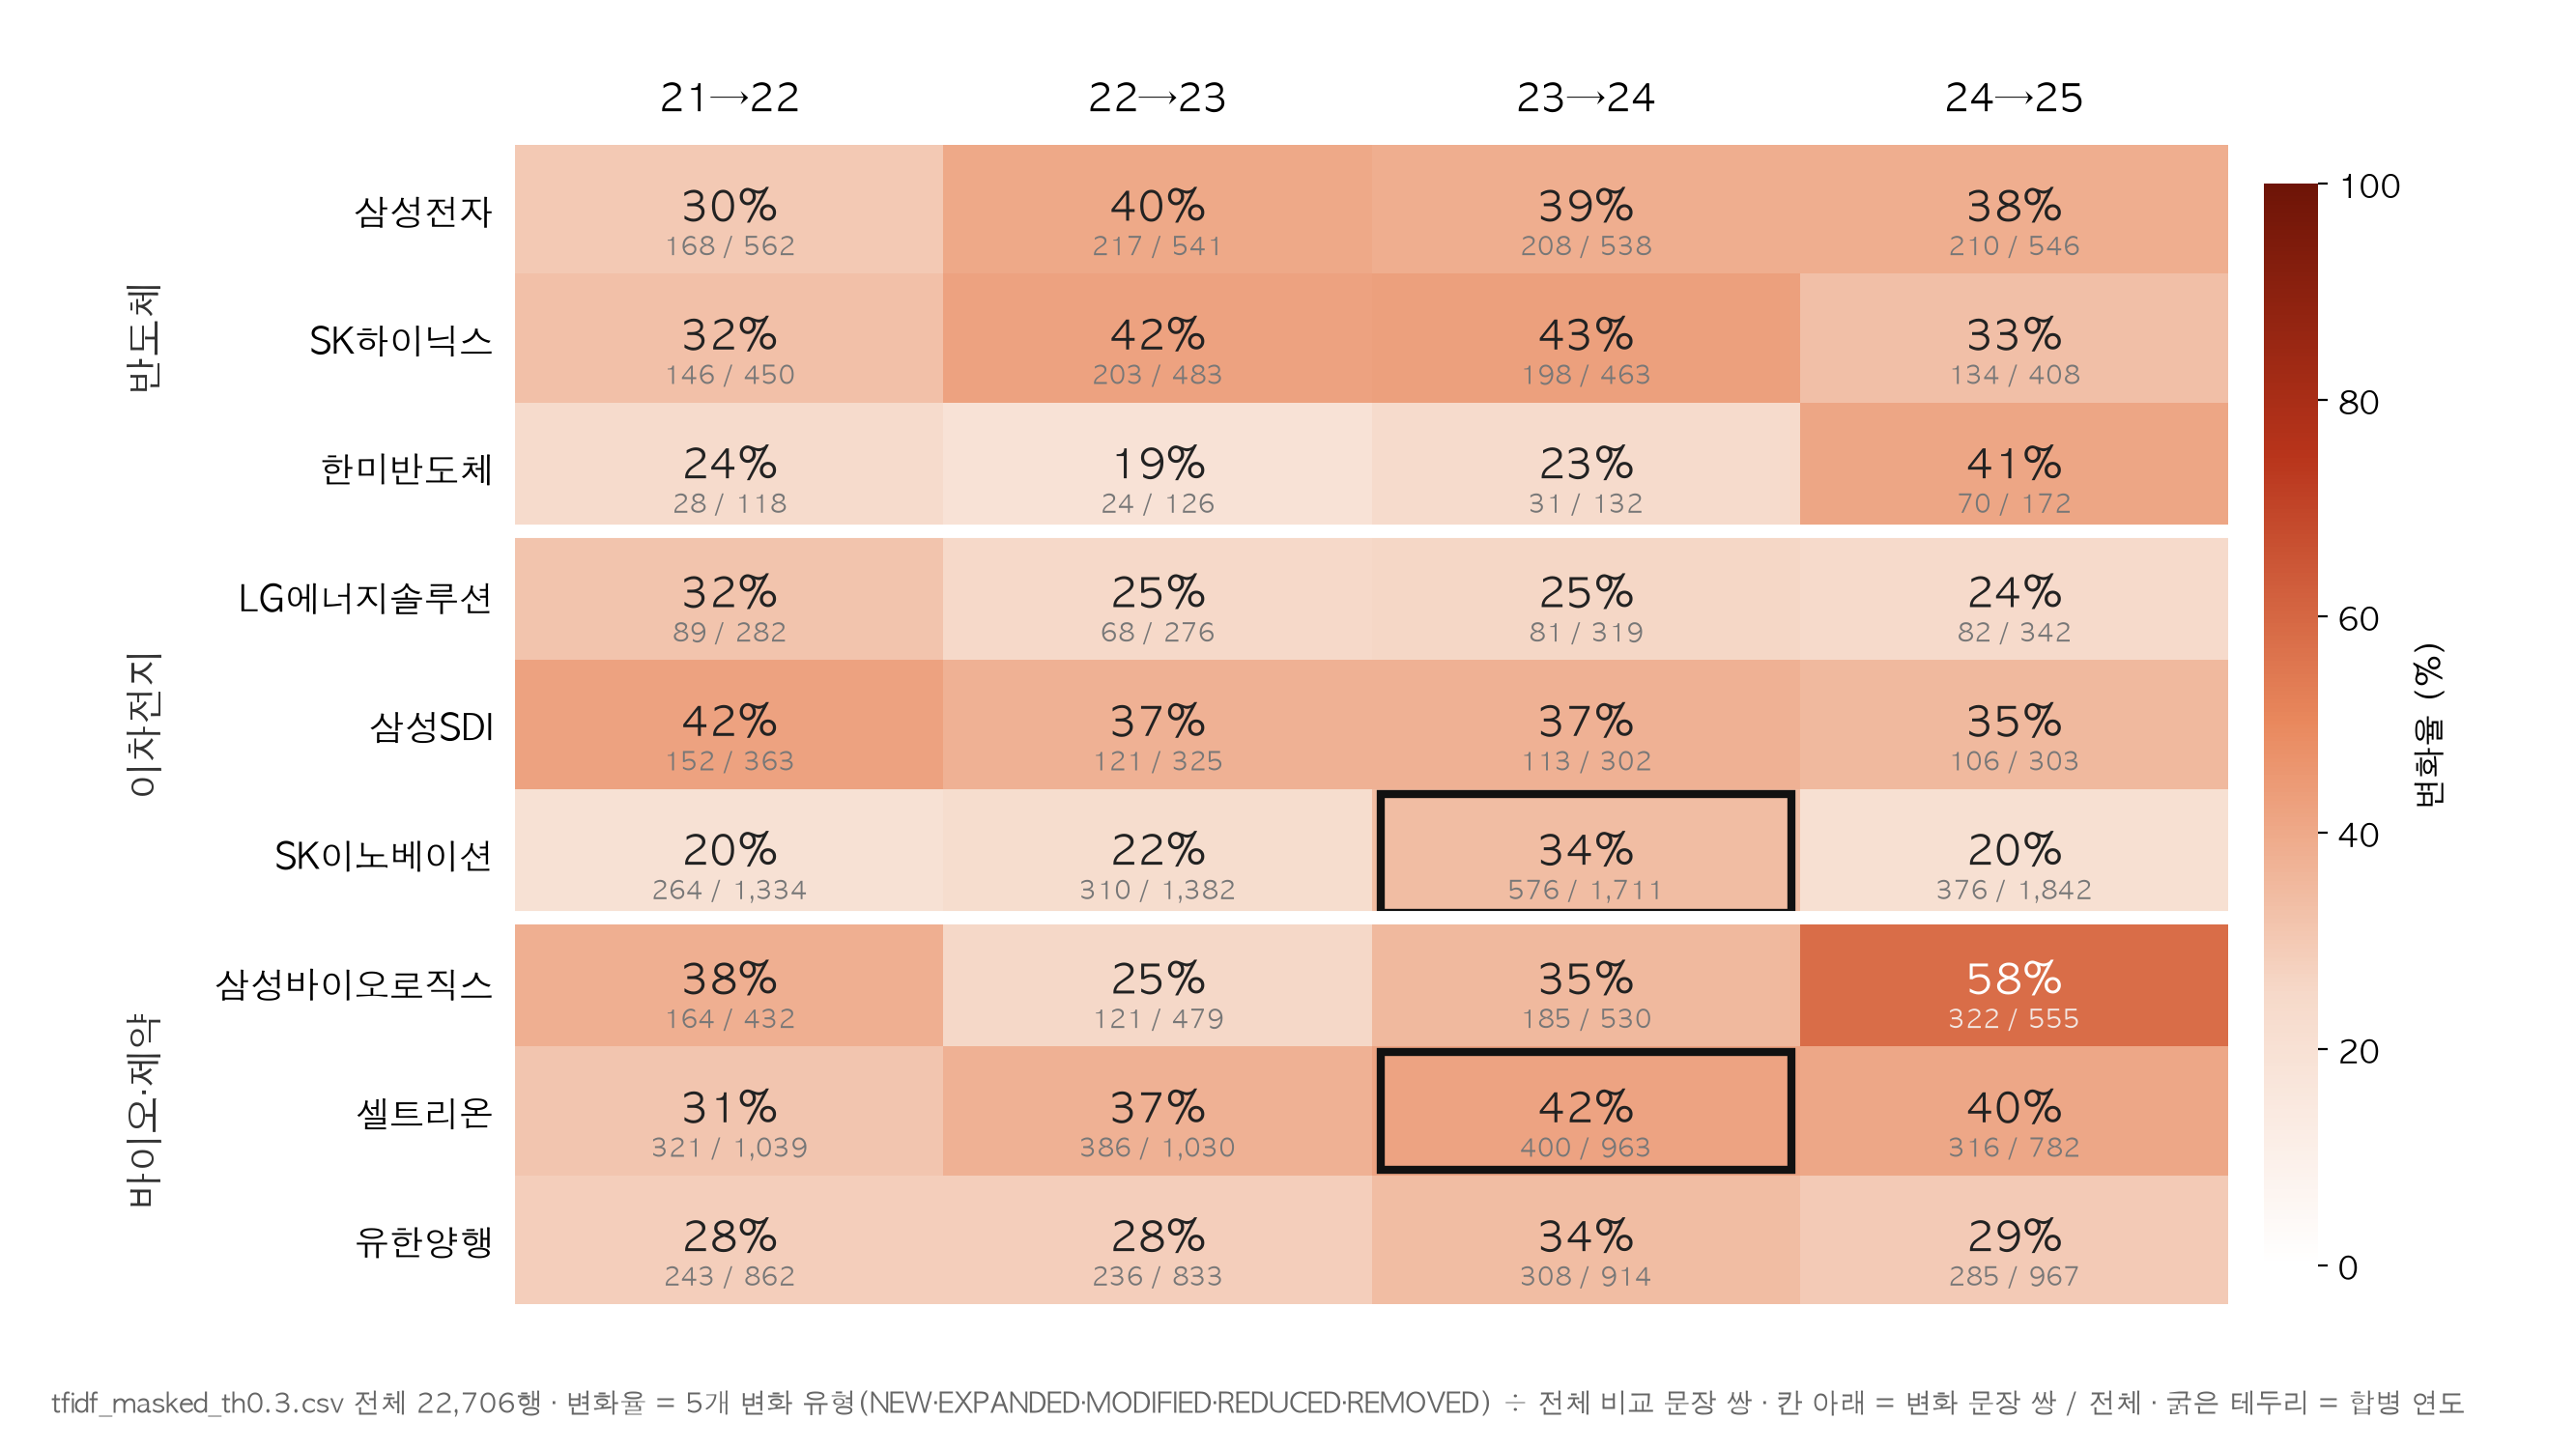 21→22 22→23 23→24 24→25
반도체
삼성전자 30% 40% 39% 38%
168 / 562 217 / 541 208 / 538 210 / 546
SK하이닉스 32% 42% 43% 33%
146 / 450 203 / 483 198 / 463 134 / 408
한미반도체 24% 19% 23% 41%
28 / 118 24 / 126 31 / 132 70 / 172
이차전지
LG에너지솔루션 32% 25% 25% 24%
89 / 282 68 / 276 81 / 319 82 / 342
삼성SDI 42% 37% 37% 35%
152 / 363 121 / 325 113 / 302 106 / 303
SK이노베이션 20% 22% 34% 20%
264 / 1,334 310 / 1,382 576 / 1,711 376 / 1,842
바이오·제약
삼성바이오로직스 38% 25% 35% 58%
164 / 432 121 / 479 185 / 530 322 / 555
셀트리온 31% 37% 42% 40%
321 / 1,039 386 / 1,030 400 / 963 316 / 782
유한양행 28% 28% 34% 29%
243 / 862 236 / 833 308 / 914 285 / 967
100
80
60
40
20
0
변화율 (%)
tfidf_masked_th0.3.csv 전체 22,706행 · 변화율 = 5개 변화 유형(NEW·EXPANDED·MODIFIED·REDUCED·REMOVED) ÷ 전체 비교 문장 쌍 · 칸 아래 = 변화 문장 쌍 / 전체 · 굵은 테두리 = 합병 연도